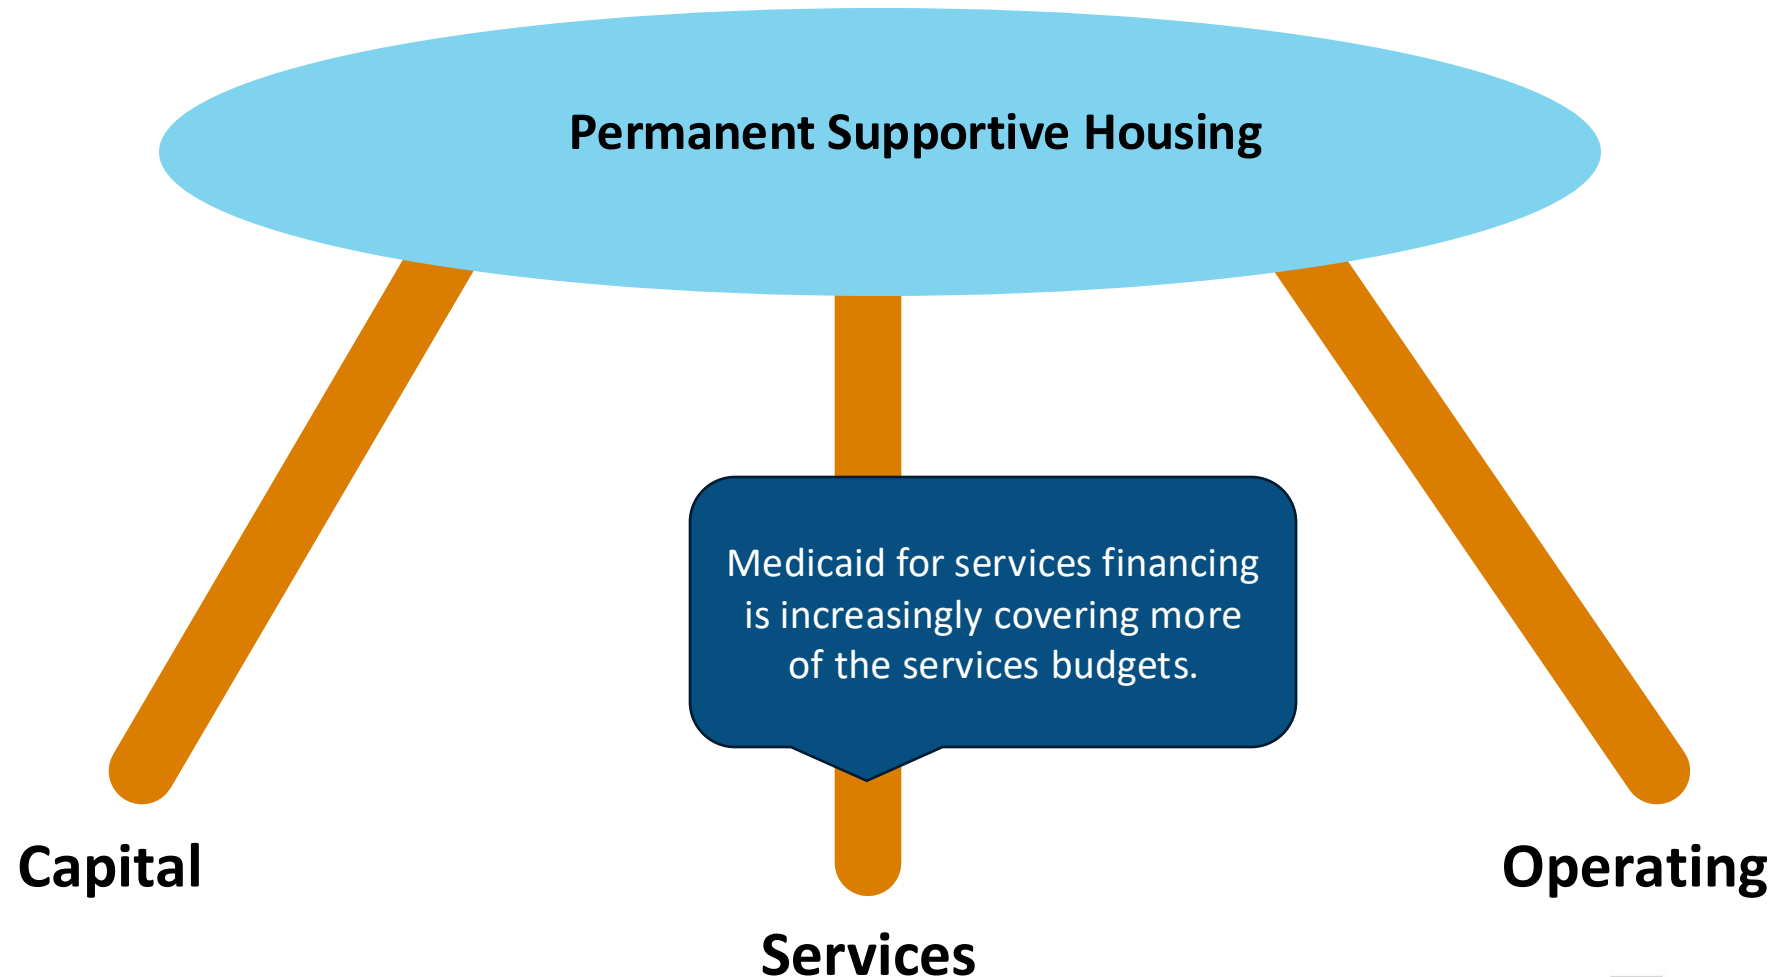 Permanent Supportive Housing
Medicaid for services financing
is increasingly covering more
of the services budgets.
Capital
Operating
Services